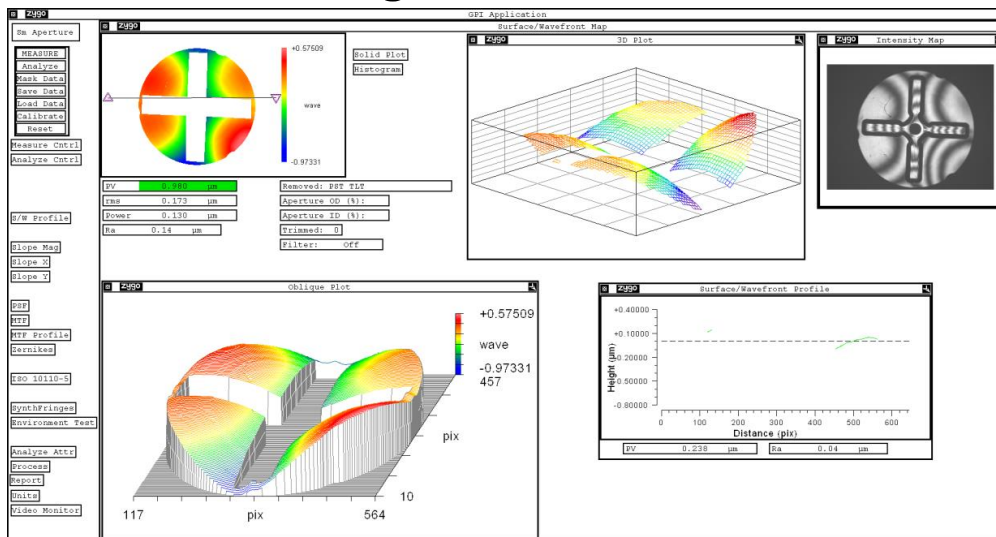 zygo GPI Application
Sm Aperture
MEASURE
Analyze
Mask Data
Save Data
Load Data
Calibrate
Reset
Measure Cntrl
Analyze Cntrl
S/W Profile
Slope Mag
Slope X
Slope Y
PSF
MTF
MTF Profile
Zernikes
ISO 10110-5
SynthFringes
Environment Test
Analyze Attr
Process
Report
Units
Video Monitor
zygo Surface/Wavefront Map
+0.57509
wave
-0.97331
Solid Plot
Histogram
PV 0.980 µm
rms 0.173 µm
Power 0.130 µm
Ra 0.14 µm
Removed: PST TLT
Aperture OD (%):
Aperture ID (%):
Trimmed: 0
Filter: Off
zygo 3D Plot
zygo Intensity Map
zygo Oblique Plot
+0.57509
wave
-0.97331
457
pix
10
117 pix 564
zygo Surface/Wavefront Profile
+0.40000
+0.10000
-0.20000
-0.50000
-0.80000
Height (µm)
0 100 200 300 400 500 600
Distance (pix)
PV 0.238 µm Ra 0.04 µm